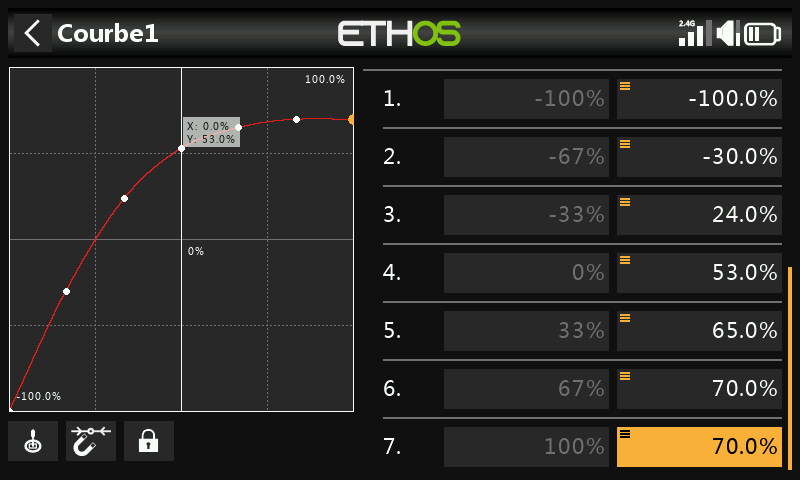 Courbe1
ETHOS
2.4G
100.0%
X: 0.0%
Y: 53.0%
0%
-100.0%
1. -100% -100.0%
2. -67% -30.0%
3. -33% 24.0%
4. 0% 53.0%
5. 33% 65.0%
6. 67% 70.0%
7. 100% 70.0%